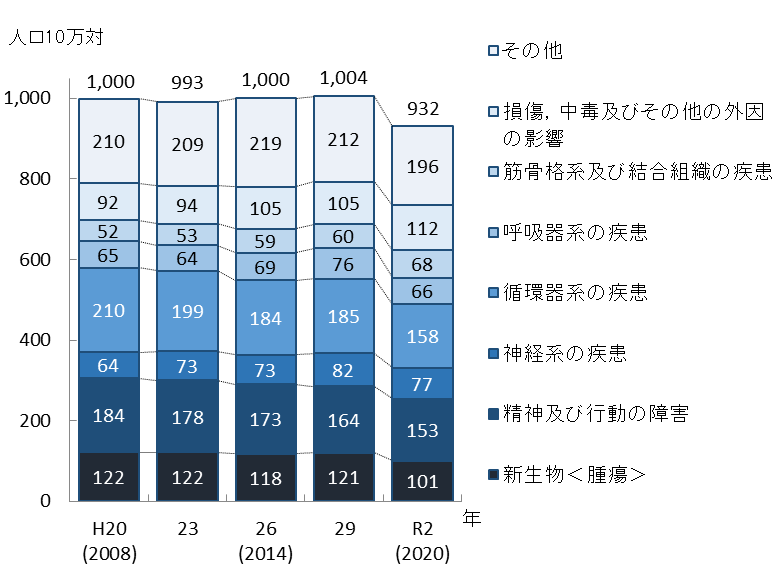 人口10万対
1,000 993 1,000 1,004 932
1,000
800
600
400
200
0
210 209 219 212 196
92 94 105 105 112
52 53 59 60 68
65 64 69 76 66
210 199 184 185 158
64 73 73 82 77
184 178 173 164 153
122 122 118 121 101
H20 23 26 29 R2
(2008) (2014) (2020)
年
その他
損傷，中毒及びその他の外因
の影響
筋骨格系及び結合組織の疾患
呼吸器系の疾患
循環器系の疾患
神経系の疾患
精神及び行動の障害
新生物＜腫瘍＞